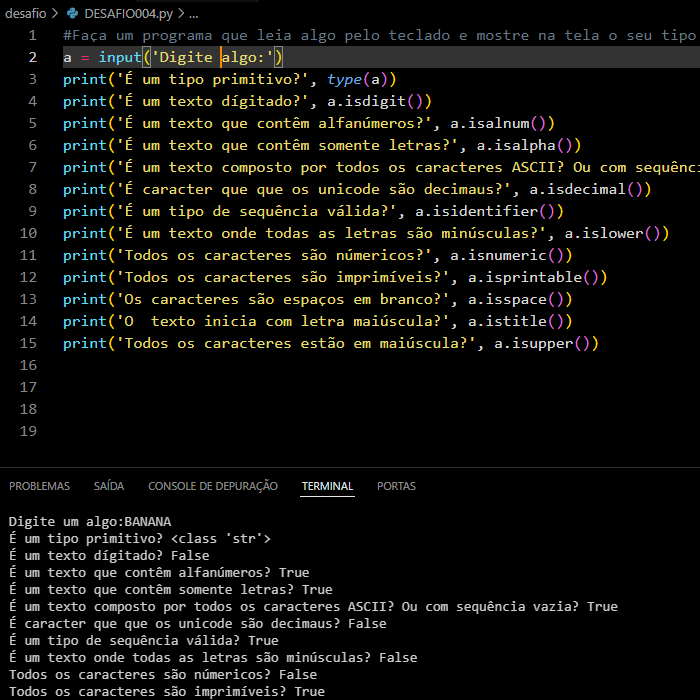 desafio > DESAFIO004.py > ...
1 #Faça um programa que leia algo pelo teclado e mostre na tela o seu tipo
2 a = input('Digite algo:')
3 print('É um tipo primitivo?', type(a))
4 print('É um texto dígitado?', a.isdigit())
5 print('É um texto que contêm alfanúmeros?', a.isalnum())
6 print('É um texto que contêm somente letras?', a.isalpha())
7 print('É um texto composto por todos os caracteres ASCII? Ou com sequênci
8 print('É caracter que que os unicode são decimaus?', a.isdecimal())
9 print('É um tipo de sequência válida?', a.isidentifier())
10 print('É um texto onde todas as letras são minúsculas?', a.islower())
11 print('Todos os caracteres são númericos?', a.isnumeric())
12 print('Todos os caracteres são imprimíveis?', a.isprintable())
13 print('Os caracteres são espaços em branco?', a.isspace())
14 print('O  texto inicia com letra maiúscula?', a.istitle())
15 print('Todos os caracteres estão em maiúscula?', a.isupper())
16
17
18
19
PROBLEMAS SAÍDA CONSOLE DE DEPURAÇÃO TERMINAL PORTAS
Digite um algo:BANANA
É um tipo primitivo? <class 'str'>
É um texto dígitado? False
É um texto que contêm alfanúmeros? True
É um texto que contêm somente letras? True
É um texto composto por todos os caracteres ASCII? Ou com sequência vazia? True
É caracter que que os unicode são decimaus? False
É um tipo de sequência válida? True
É um texto onde todas as letras são minúsculas? False
Todos os caracteres são númericos? False
Todos os caracteres são imprimíveis? True